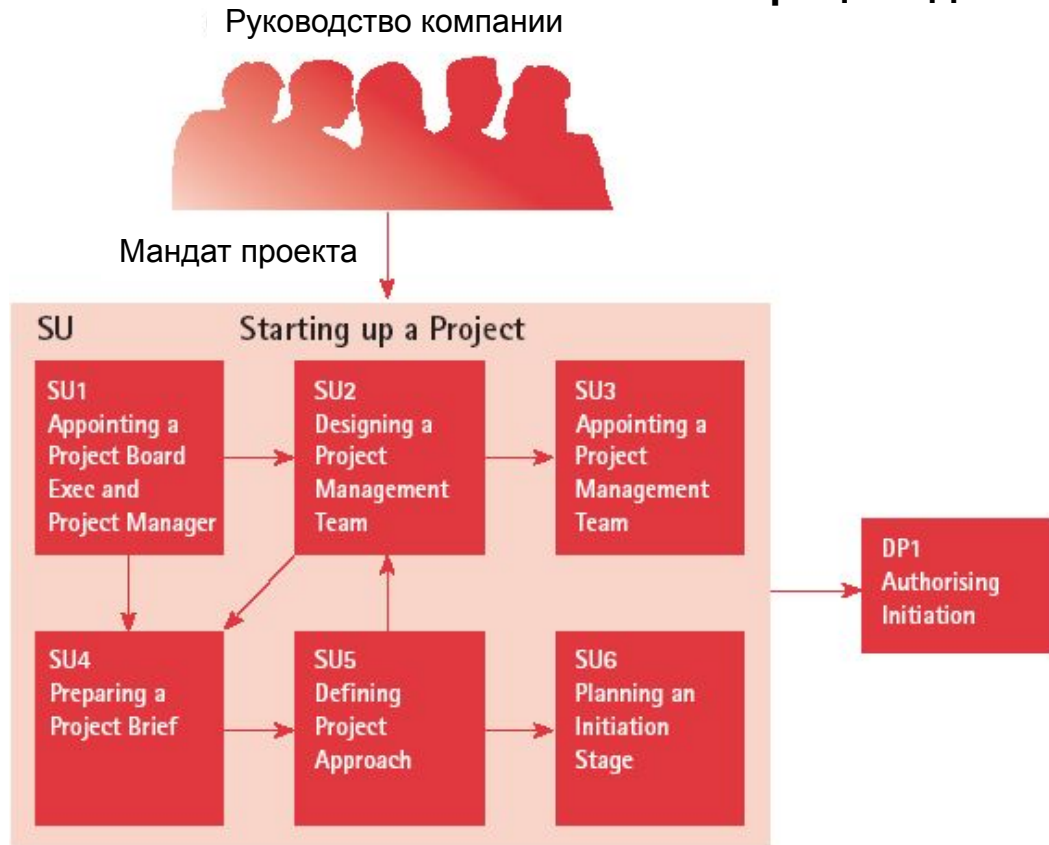 Руководство компании
Мандат проекта
SU Starting up a Project
SU1
Appointing a
Project Board
Exec and
Project Manager
SU2
Designing a
Project
Management
Team
SU3
Appointing a
Project
Management
Team
DP1
Authorising
Initiation
SU4
Preparing a
Project Brief
SU5
Defining
Project
Approach
SU6
Planning an
Initiation
Stage